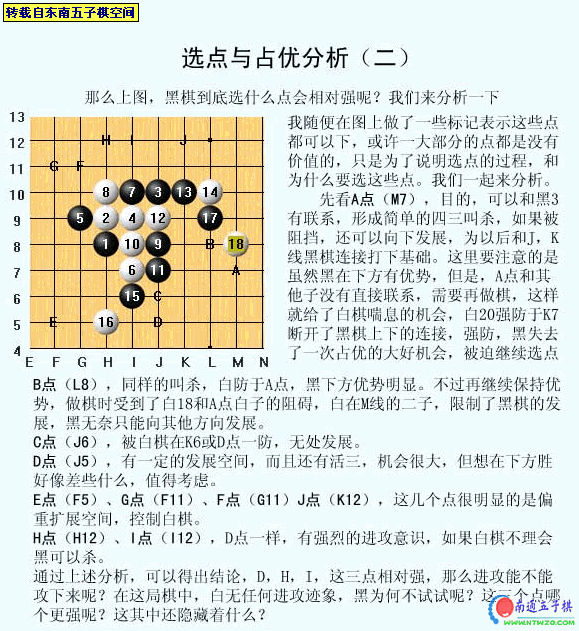 转载自东南五子棋空间
选点与占优分析（二）
那么上图，黑棋到底选什么点会相对强呢？我们来分析一下
13
12
11
10
9
8
7
6
5
4
H I J
G F
8 7 3 13 14
5 2 4 12 17
1 10 9 B 18
6 11 A
15 C
E 16 D
E F G H I J K L M N
我随便在图上做了一些标记表示这些点
都可以下，或许一大部分的点都是没有
价值的，只是为了说明选点的过程，和
为什么要选这些点。我们一起来分析。
先看A点（M7），目的，可以和黑3
有联系，形成简单的四三叫杀，如果被
阻挡，还可以向下发展，为以后和J，K
线黑棋连接打下基础。这里要注意的是
虽然黑在下方有优势，但是，A点和其
他子没有直接联系，需要再做棋，这样
就给了白棋喘息的机会，白20强防于K7
断开了黑棋上下的连接，强防，黑失去
了一次占优的大好机会，被迫继续选点
B点（L8），同样的叫杀，白防于A点，黑下方优势明显。不过再继续保持优
势，做棋时受到了白18和A点白子的阻碍，白在M线的二子，限制了黑棋的发
展，黑无奈只能向其他方向发展。
C点（J6），被白棋在K6或D点一防，无处发展。
D点（J5），有一定的发展空间，而且还有活三，机会很大，但想在下方胜
好像差些什么，值得考虑。
E点（F5）、G点（F11）、F点（G11）J点（K12），这几个点很明显的是偏
重扩展空间，控制白棋。
H点（H12）、I点（I12），D点一样，有强烈的进攻意识，如果白棋不理会
黑可以杀。
通过上述分析，可以得出结论，D，H，I，这三点相对强，那么进攻能不能
攻下来呢？在这局棋中，白无任何进攻迹象，黑为何不试试呢？这三个点哪
个更强呢？这其中还隐藏着什么？
南通五子棋
WWW.NTWZQ.COM